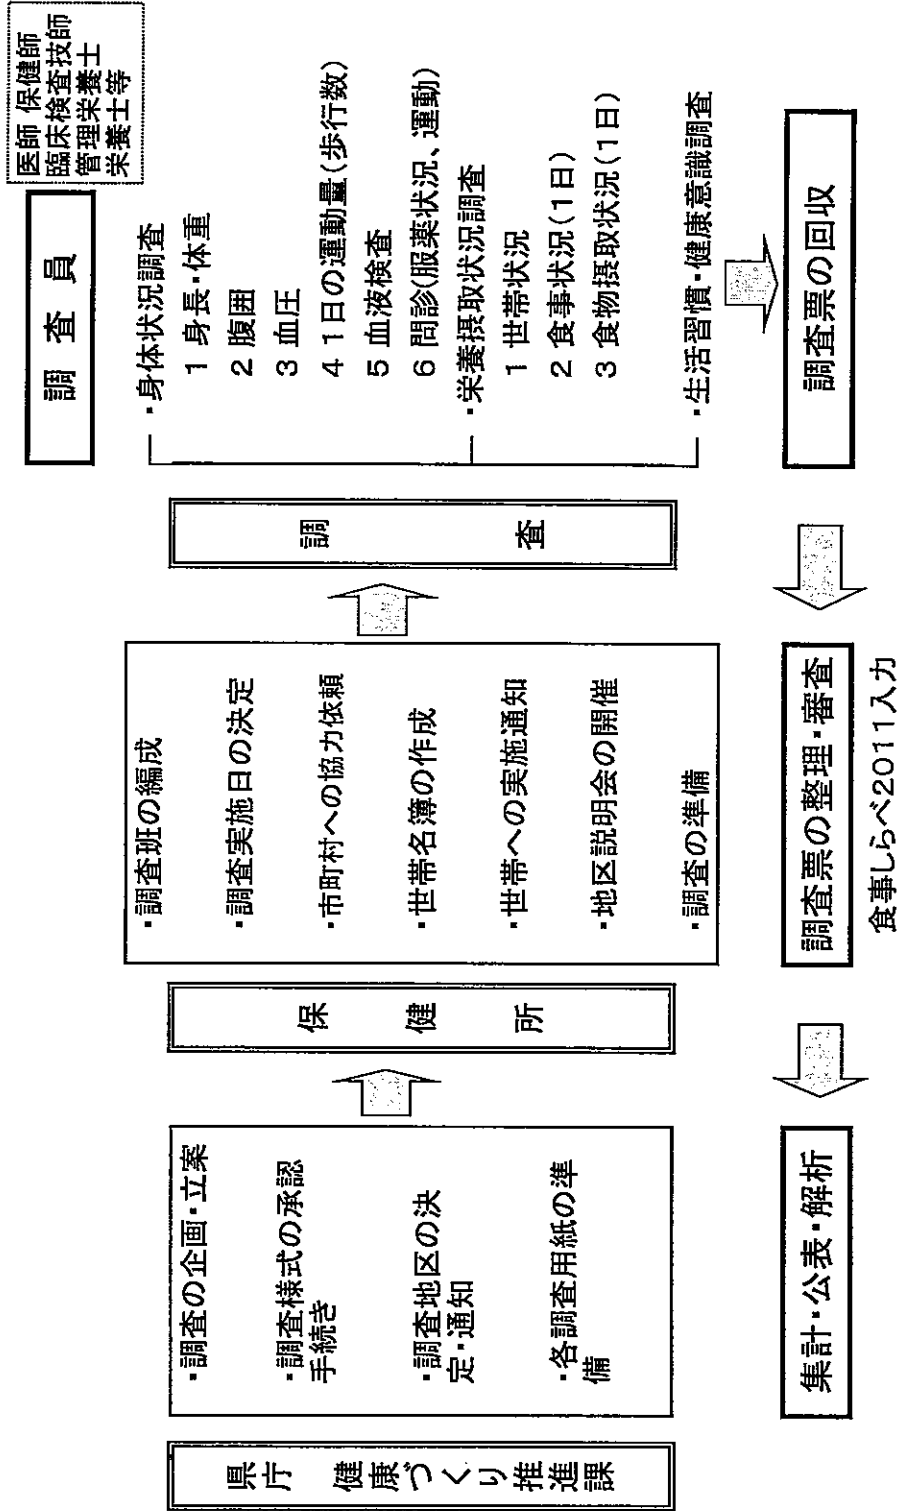 県庁 健康づくり推進課
・調査の企画・立案
・調査様式の承認
手続き
・調査地区の決
定・通知
・各調査用紙の準
備
保健所
・調査班の編成
・調査実施日の決定
・市町村への協力依頼
・世帯名簿の作成
・世帯への実施通知
・地区説明会の開催
・調査の準備
調査
調査員
医師 保健師
臨床検査技師
管理栄養士
栄養士等
・身体状況調査
1 身長・体重
2 腹囲
3 血圧
4 1日の運動量(歩行数)
5 血液検査
6 問診(服薬状況、運動)
・栄養摂取状況調査
1 世帯状況
2 食事状況(1日)
3 食物摂取状況(1日)
・生活習慣・健康意識調査
調査票の回収
調査票の整理・審査
食事しらべ2011入力
集計・公表・解析